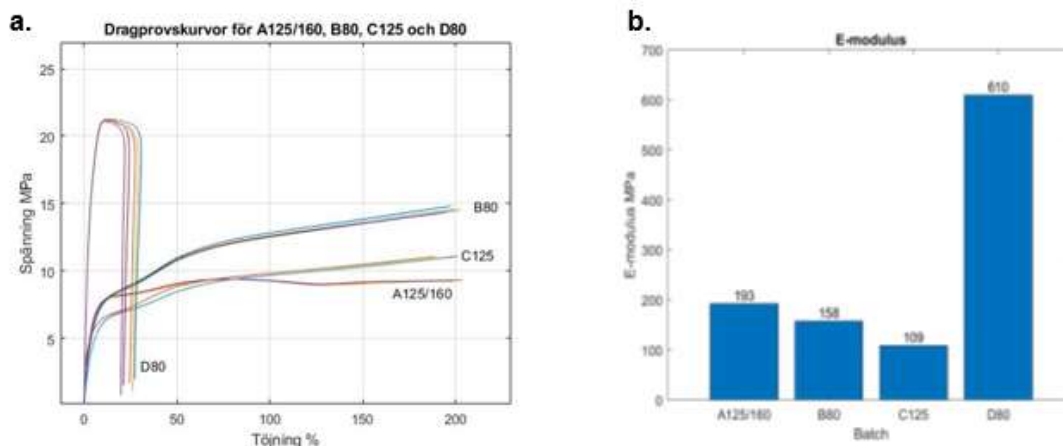 a.
Dragprovskurvor för A125/160, B80, C125 och D80
25
20
15
10
5
Spänning MPa
B80
C125
A125/160
D80
0 50 100 150 200
Töjning %
b.
E-modulus
700
600
500
400
300
200
100
0
E-modulus MPa
193
158
109
610
A125/160 B80 C125 D80
Batch